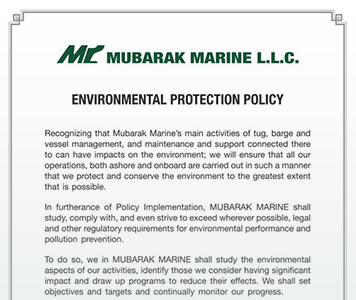 MUBARAK MARINE L.L.C.
ENVIRONMENTAL PROTECTION POLICY
Recognizing that Mubarak Marine's main activities of tug, barge and
vessel management, and maintenance and support connected there
to can have impacts on the environment; we will ensure that all our
operations, both ashore and onboard are carried out in such a manner
that we protect and conserve the environment to the greatest extent
that is possible.
In furtherance of Policy Implementation, MUBARAK MARINE shall
study, comply with, and even strive to exceed wherever possible, legal
and other regulatory requirements for environmental performance and
pollution prevention.
To do so, we in MUBARAK MARINE shall study the environmental
aspects of our activities, identify those we consider having significant
impact and draw up programs to reduce their effects. We shall set
objectives and targets and continually monitor our progress.